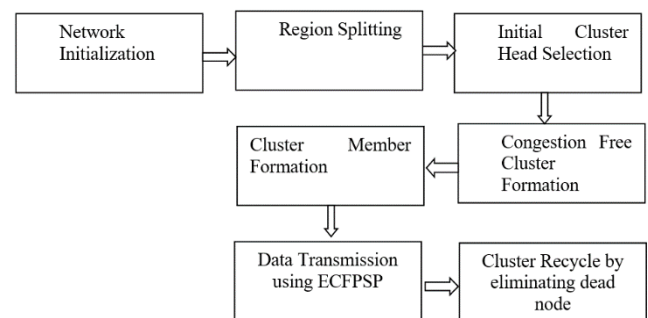 Network
Initialization
Region Splitting
Initial Cluster
Head Selection
Congestion Free
Cluster
Formation
Cluster Member
Formation
Data Transmission
using ECFPSP
Cluster Recycle by
eliminating dead
node